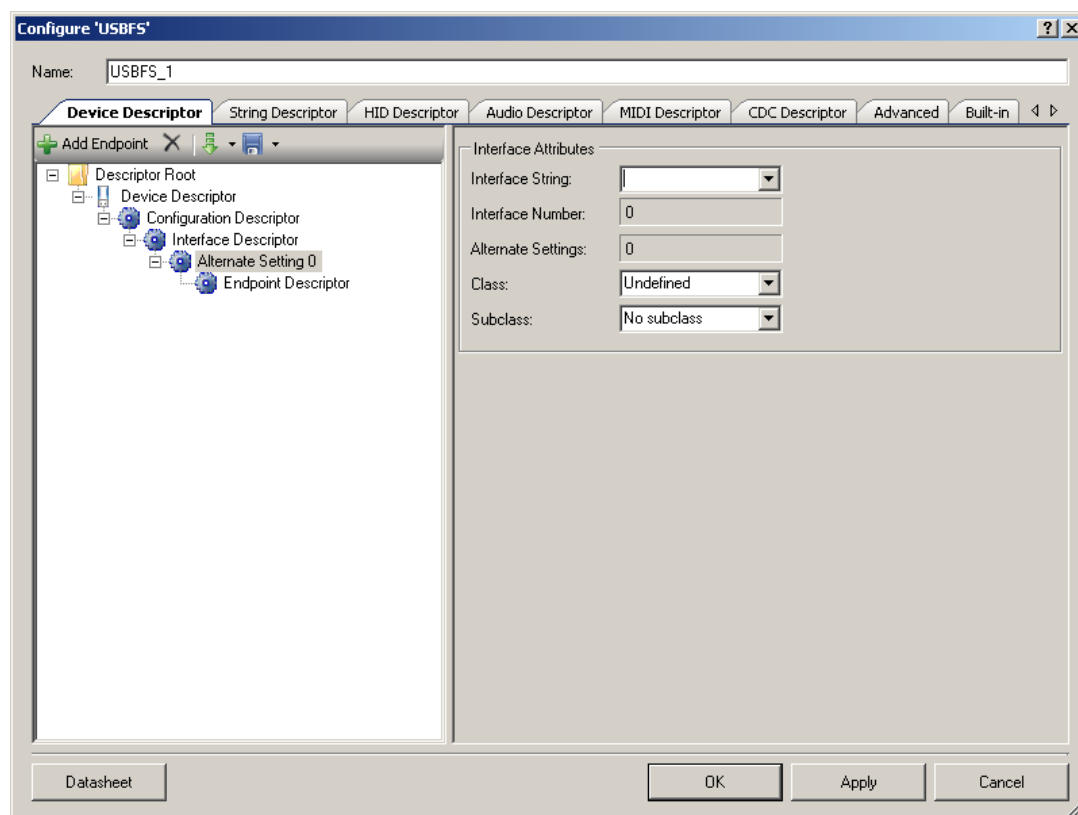 Configure 'USBFS'
Name: USBFS_1
Device Descriptor String Descriptor HID Descriptor Audio Descriptor MIDI Descriptor CDC Descriptor Advanced Built-in
Add Endpoint
Descriptor Root
Device Descriptor
Configuration Descriptor
Interface Descriptor
Alternate Setting 0
Endpoint Descriptor
Interface Attributes
Interface String:
Interface Number: 0
Alternate Settings: 0
Class: Undefined
Subclass: No subclass
Datasheet OK Apply Cancel